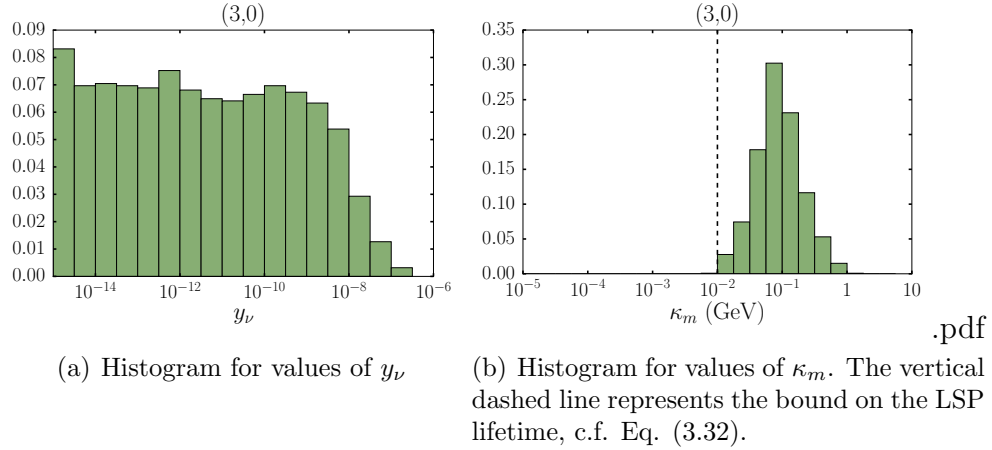 (3,0)
0.09
0.08
0.07
0.06
0.05
0.04
0.03
0.02
0.01
0.00
10⁻¹⁴ 10⁻¹² 10⁻¹⁰ 10⁻⁸ 10⁻⁶
y_ν
(a) Histogram for values of y_ν
(3,0)
0.35
0.30
0.25
0.20
0.15
0.10
0.05
0.00
10⁻⁵ 10⁻⁴ 10⁻³ 10⁻² 10⁻¹ 1 10
κ_m (GeV)
.pdf
(b) Histogram for values of κ_m. The vertical
dashed line represents the bound on the LSP
lifetime, c.f. Eq. (3.32).